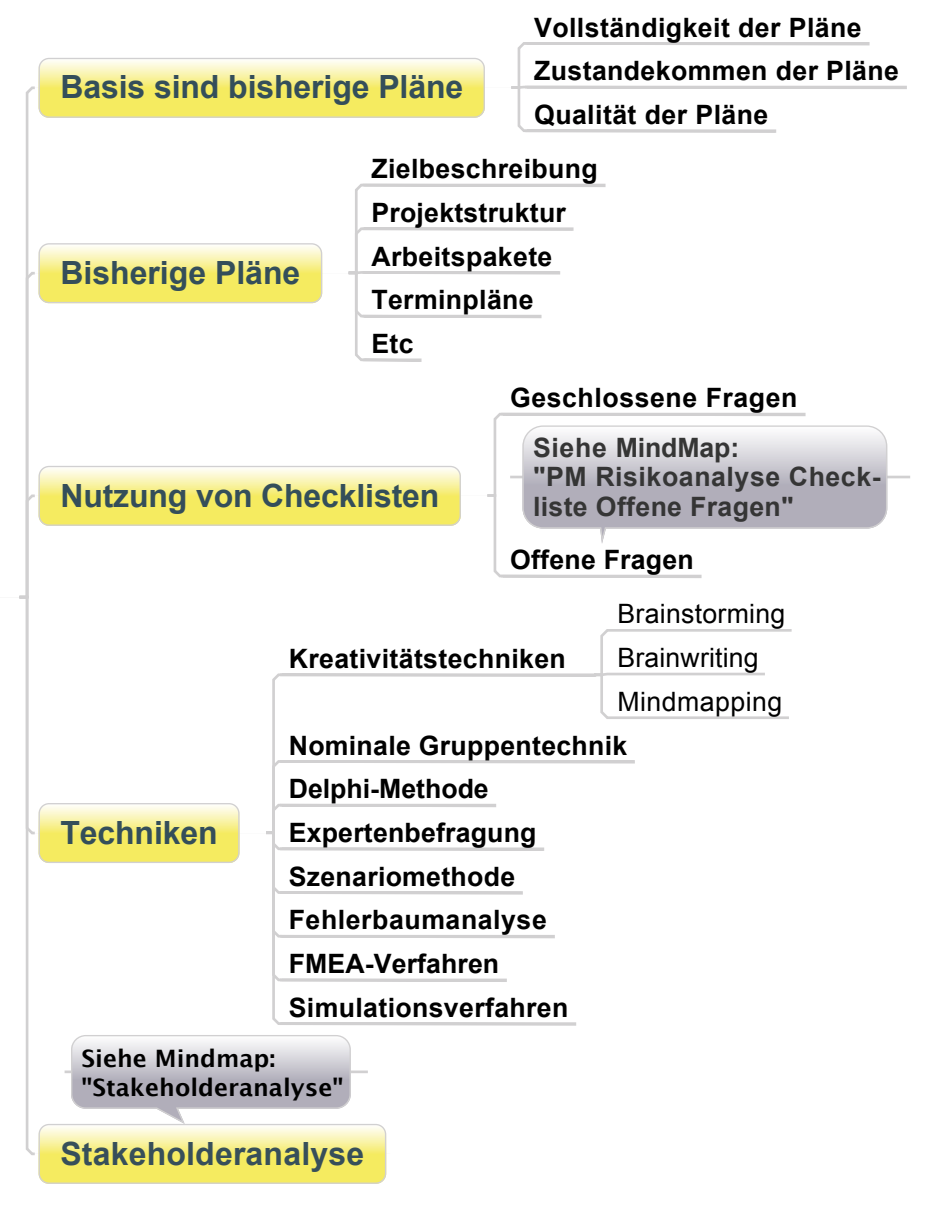 Basis sind bisherige Pläne
Vollständigkeit der Pläne
Zustandekommen der Pläne
Qualität der Pläne
Bisherige Pläne
Zielbeschreibung
Projektstruktur
Arbeitspakete
Terminpläne
Etc
Nutzung von Checklisten
Geschlossene Fragen
Siehe MindMap:
"PM Risikoanalyse Check-
liste Offene Fragen"
Offene Fragen
Techniken
Kreativitätstechniken
Brainstorming
Brainwriting
Mindmapping
Nominale Gruppentechnik
Delphi-Methode
Expertenbefragung
Szenariomethode
Fehlerbaumanalyse
FMEA-Verfahren
Simulationsverfahren
Siehe Mindmap:
"Stakeholderanalyse"
Stakeholderanalyse